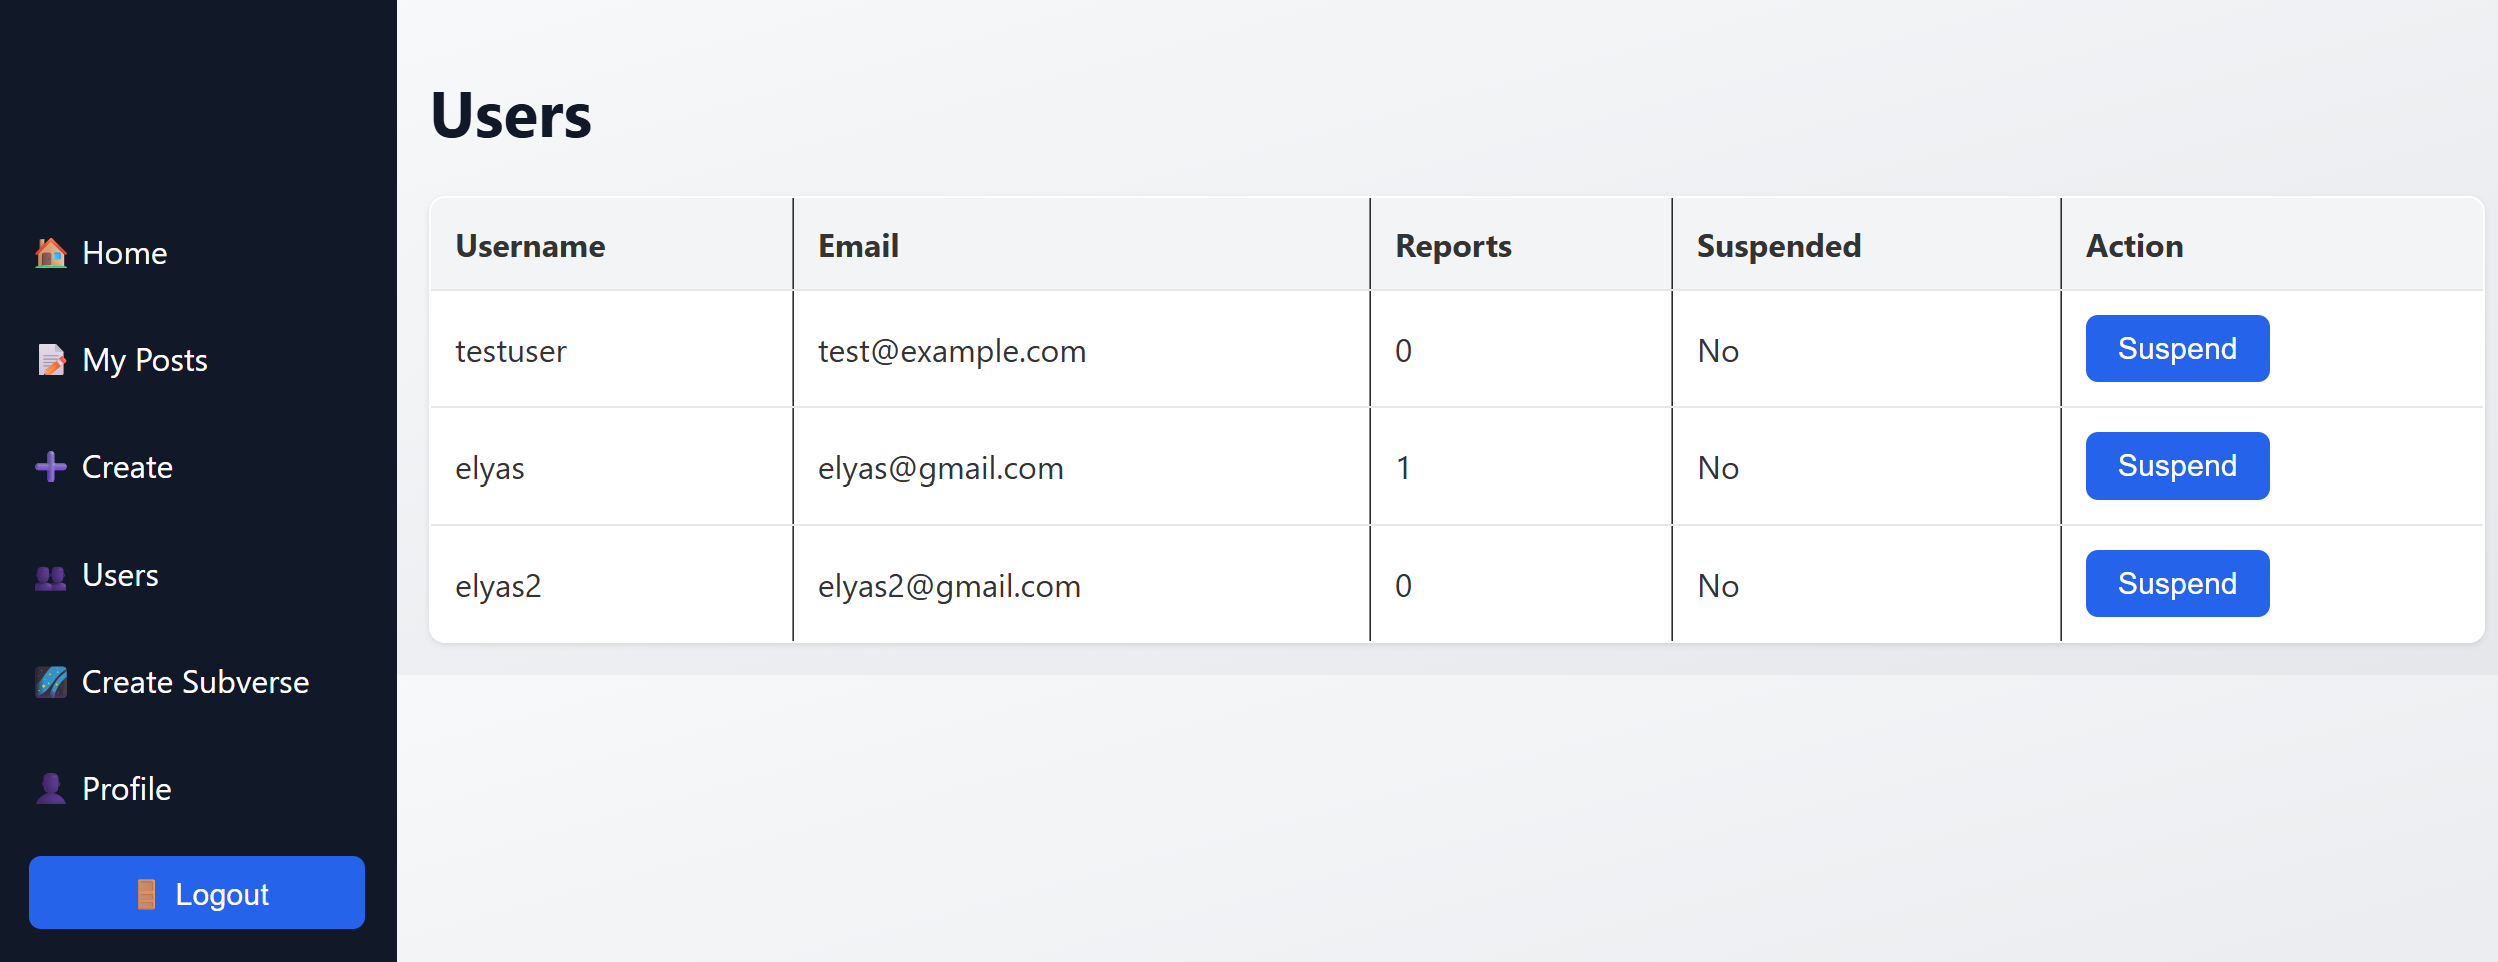 Home
My Posts
Create
Users
Create Subverse
Profile
Logout
Users
Username Email Reports Suspended Action
testuser test@example.com 0 No Suspend
elyas elyas@gmail.com 1 No Suspend
elyas2 elyas2@gmail.com 0 No Suspend